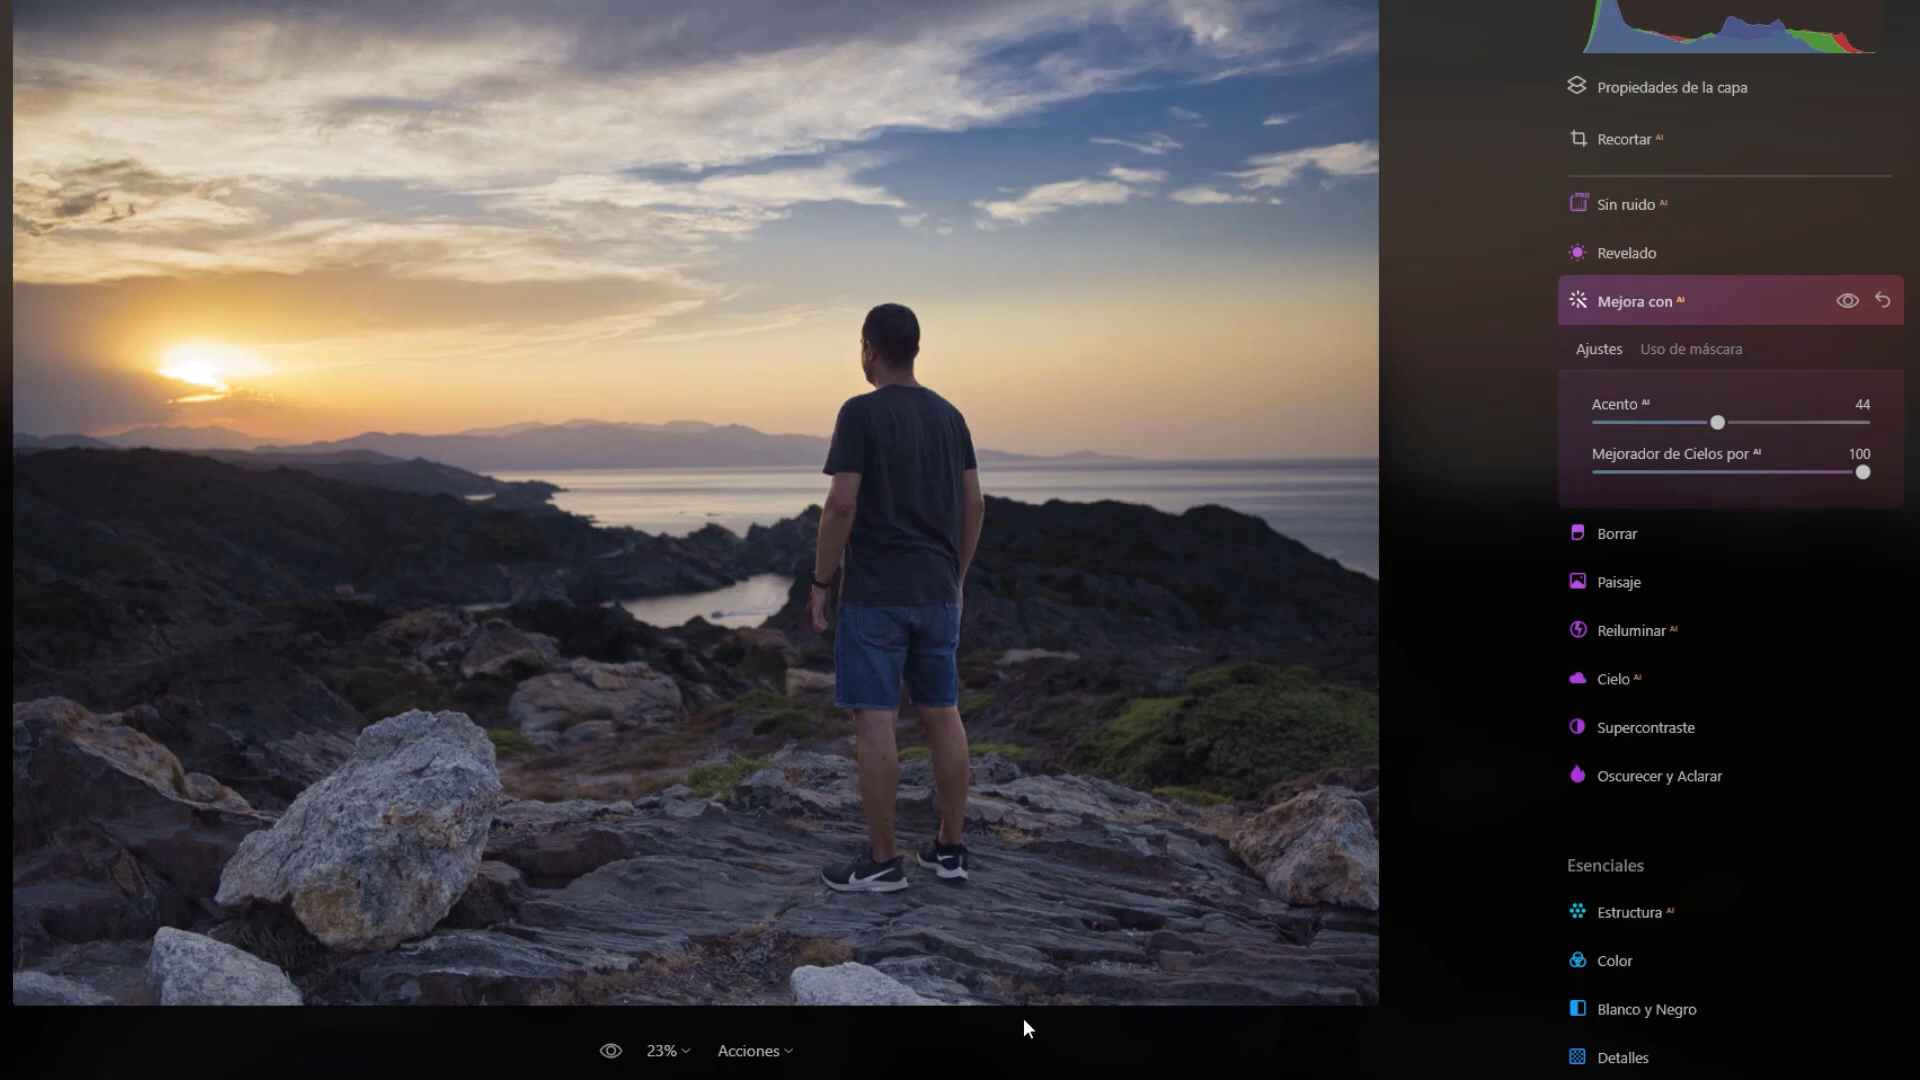 Propiedades de la capa
Recortar AI
Sin ruido AI
Revelado
Mejora con AI
Ajustes Uso de máscara
Acento AI 44
Mejorador de Cielos por AI 100
Borrar
Paisaje
Reiluminar AI
Cielo AI
Supercontraste
Oscurecer y Aclarar
Esenciales
Estructura AI
Color
Blanco y Negro
Detalles
23% Acciones